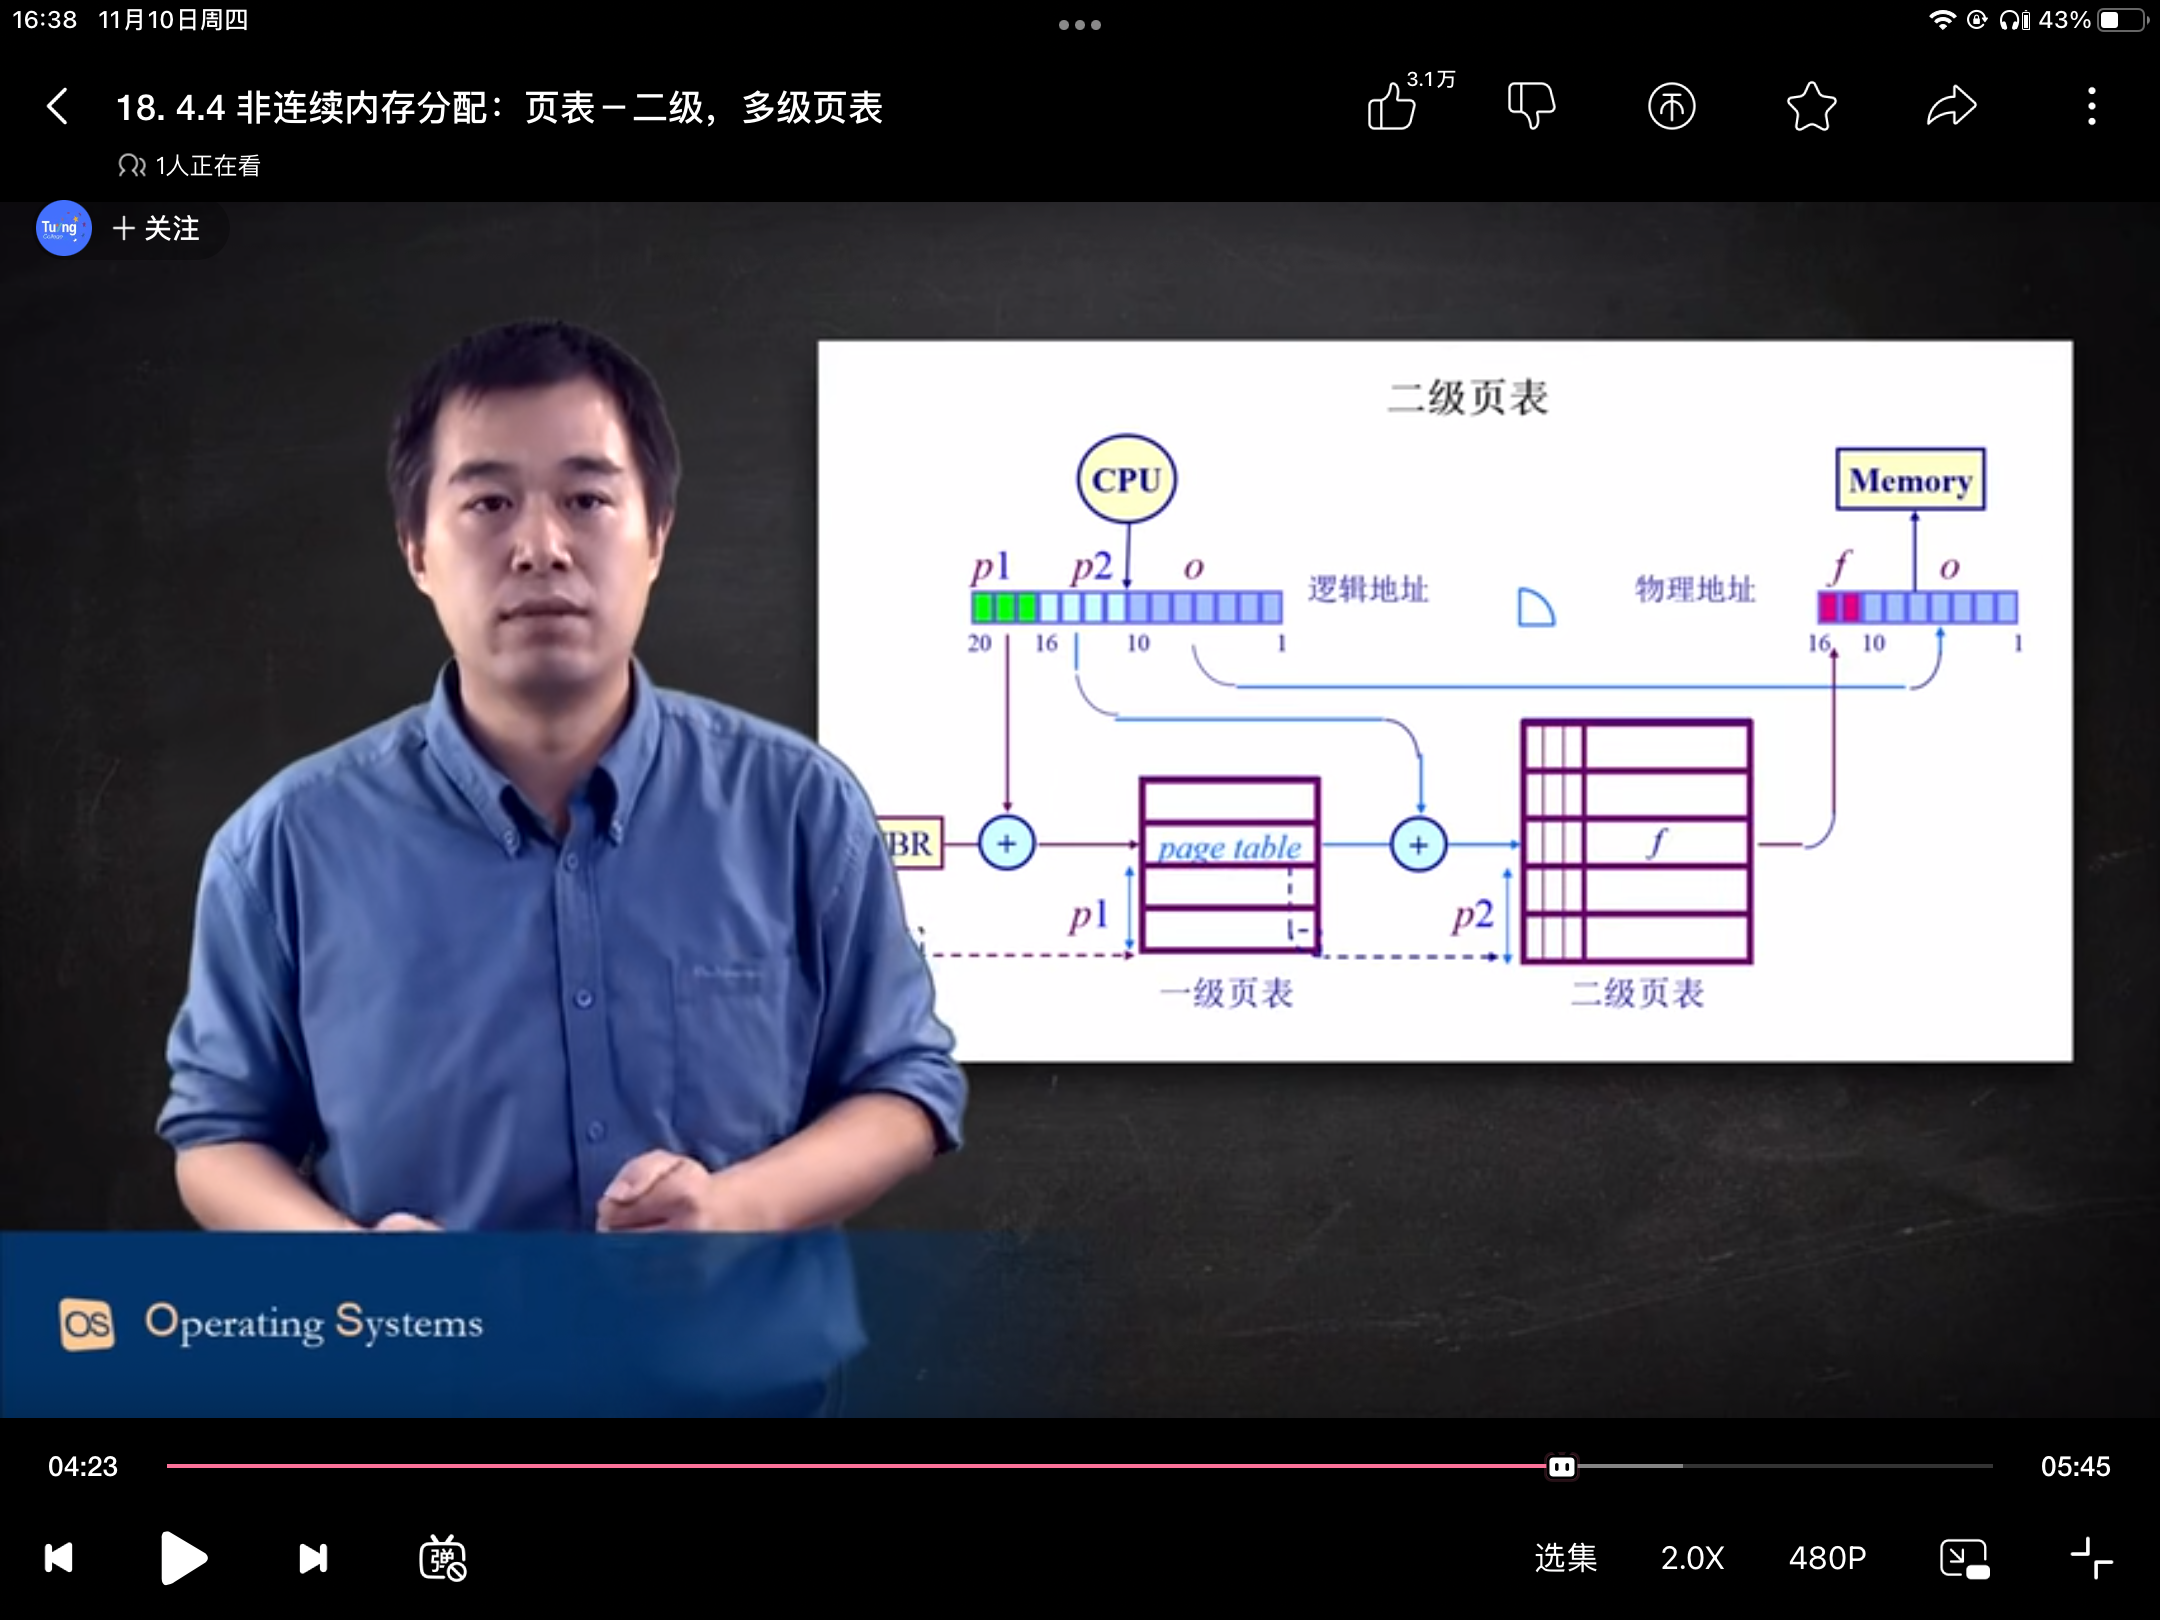 16:38 11月10日周四
43%
3.1万
18. 4.4 非连续内存分配：页表－二级，多级页表
1人正在看
Tu/ng
College
＋ 关注
二级页表
CPU
Memory
p1 p2 o
逻辑地址
物理地址
f o
20 16 10 1
16 10 1
BR
+
page table
+
f
p1
p2
一级页表
二级页表
OS Operating Systems
04:23
05:45
弹
选集
2.0X
480P